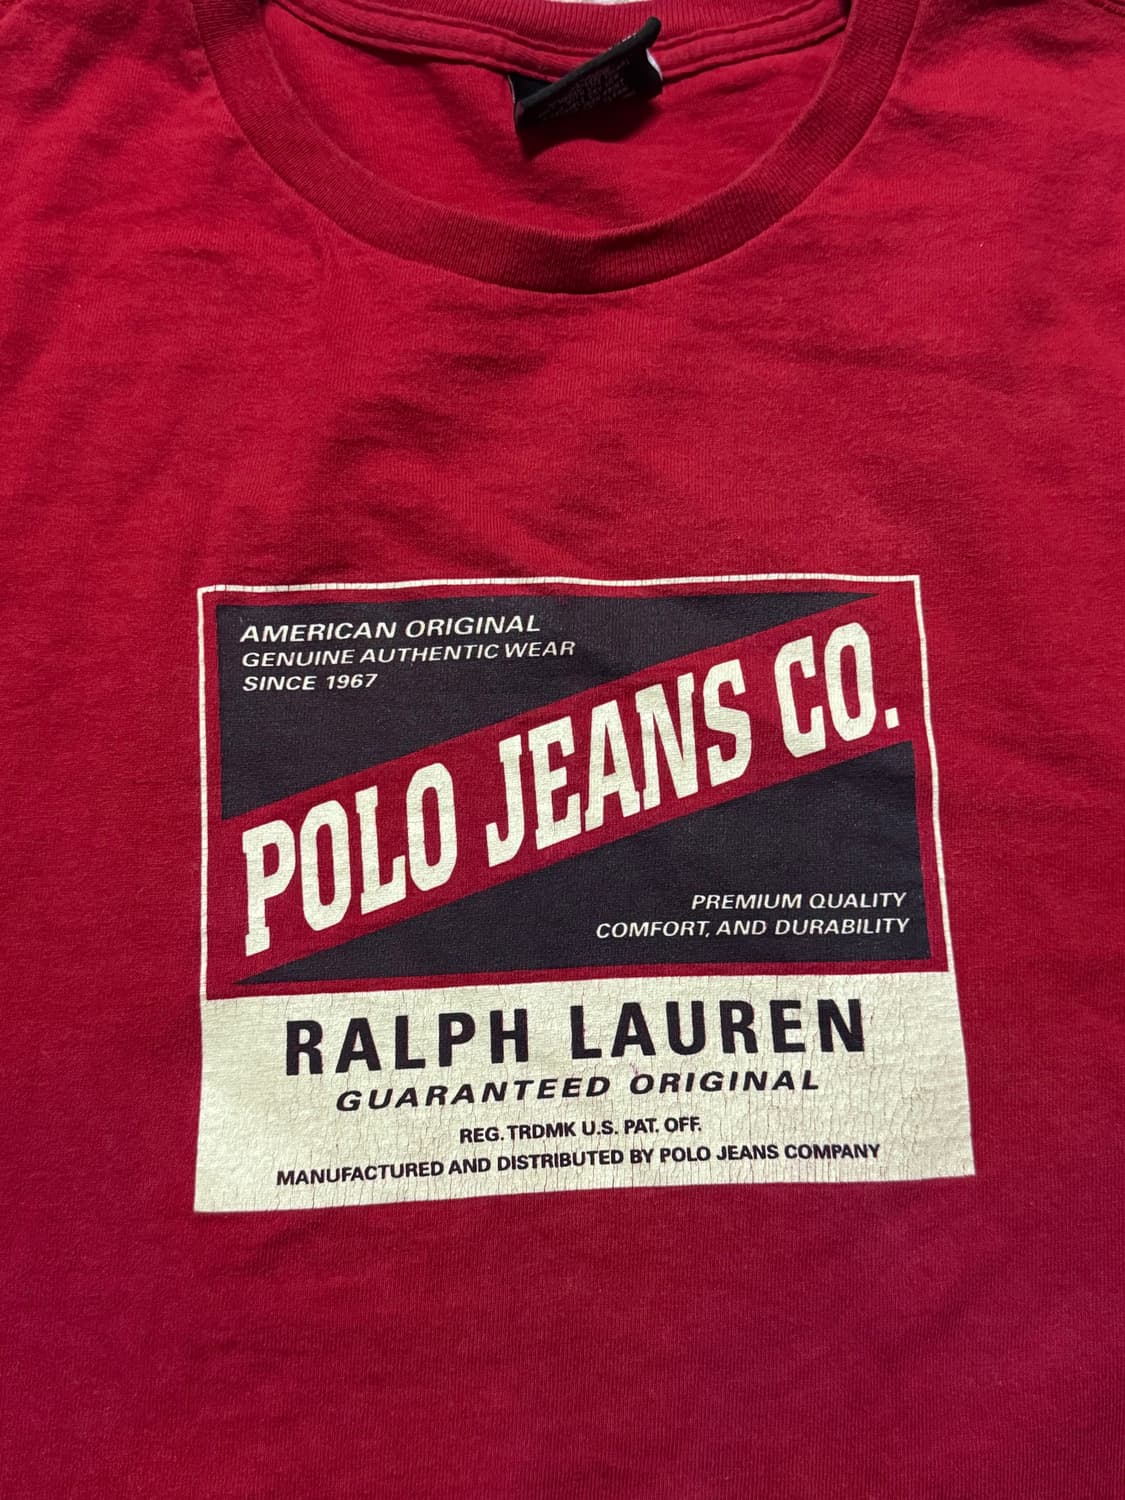 AMERICAN ORIGINAL
GENUINE AUTHENTIC WEAR
SINCE 1967
POLO JEANS CO.
PREMIUM QUALITY
COMFORT, AND DURABILITY
RALPH LAUREN
GUARANTEED ORIGINAL
REG. TRDMK U.S. PAT. OFF.
MANUFACTURED AND DISTRIBUTED BY POLO JEANS COMPANY